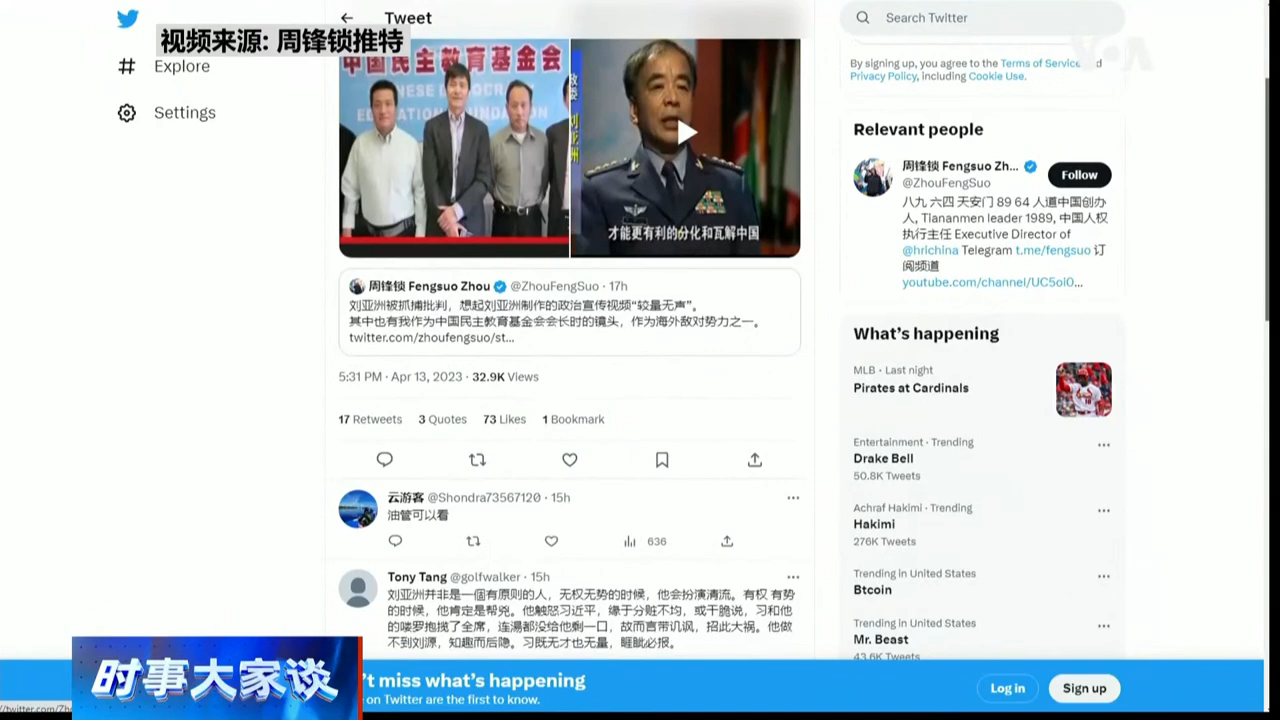 Tweet
视频来源: 周锋锁推特
Explore
Settings
中国民主教育基金会
EDUCATION FOUNDATION
刘亚洲
才能更有利的分化和瓦解中国
周锋锁 Fengsuo Zhou @ZhouFengSuo · 17h
刘亚洲被抓捕批判，想起刘亚洲制作的政治宣传视频“较量无声”。
其中也有我作为中国民主教育基金会会长时的镜头，作为海外敌对势力之一。
twitter.com/zhoufengsuo/st...
5:31 PM · Apr 13, 2023 · 32.9K Views
17 Retweets 3 Quotes 73 Likes 1 Bookmark
云游客 @Shondra73567120 · 15h
油管可以看
636
Tony Tang @golfwalker · 15h
刘亚洲并非是一個有原则的人，无权无势的时候，他会扮演清流。有权 有势
的时候，他肯定是帮兇。他触怒习近平，缘于分赃不均，或干脆说，习和他
的喽罗抱揽了全席，连湯都没给他剩一口，故而言带讥讽，招此大祸。他做
不到刘源，知趣而后隐。习既无才也无量，睚眦必报。
Search Twitter
VOA
By signing up, you agree to the Terms of Service
Privacy Policy, including Cookie Use.
Relevant people
周锋锁 Fengsuo Zh...
@ZhouFengSuo
Follow
八九 六四 天安门 89 64 人道中国创办
人, Tiananmen leader 1989, 中国人权
执行主任 Executive Director of
@hrichina Telegram t.me/fengsuo 订
阅频道
youtube.com/channel/UC5oi0...
What's happening
MLB · Last night
Pirates at Cardinals
Entertainment · Trending
Drake Bell
50.8K Tweets
Achraf Hakimi · Trending
Hakimi
276K Tweets
Trending in United States
Btcoin
Trending in United States
Mr. Beast
43.6K Tweets
时事大家谈
't miss what's happening
on Twitter are the first to know.
Log in
Sign up
//twitter.com/Zh